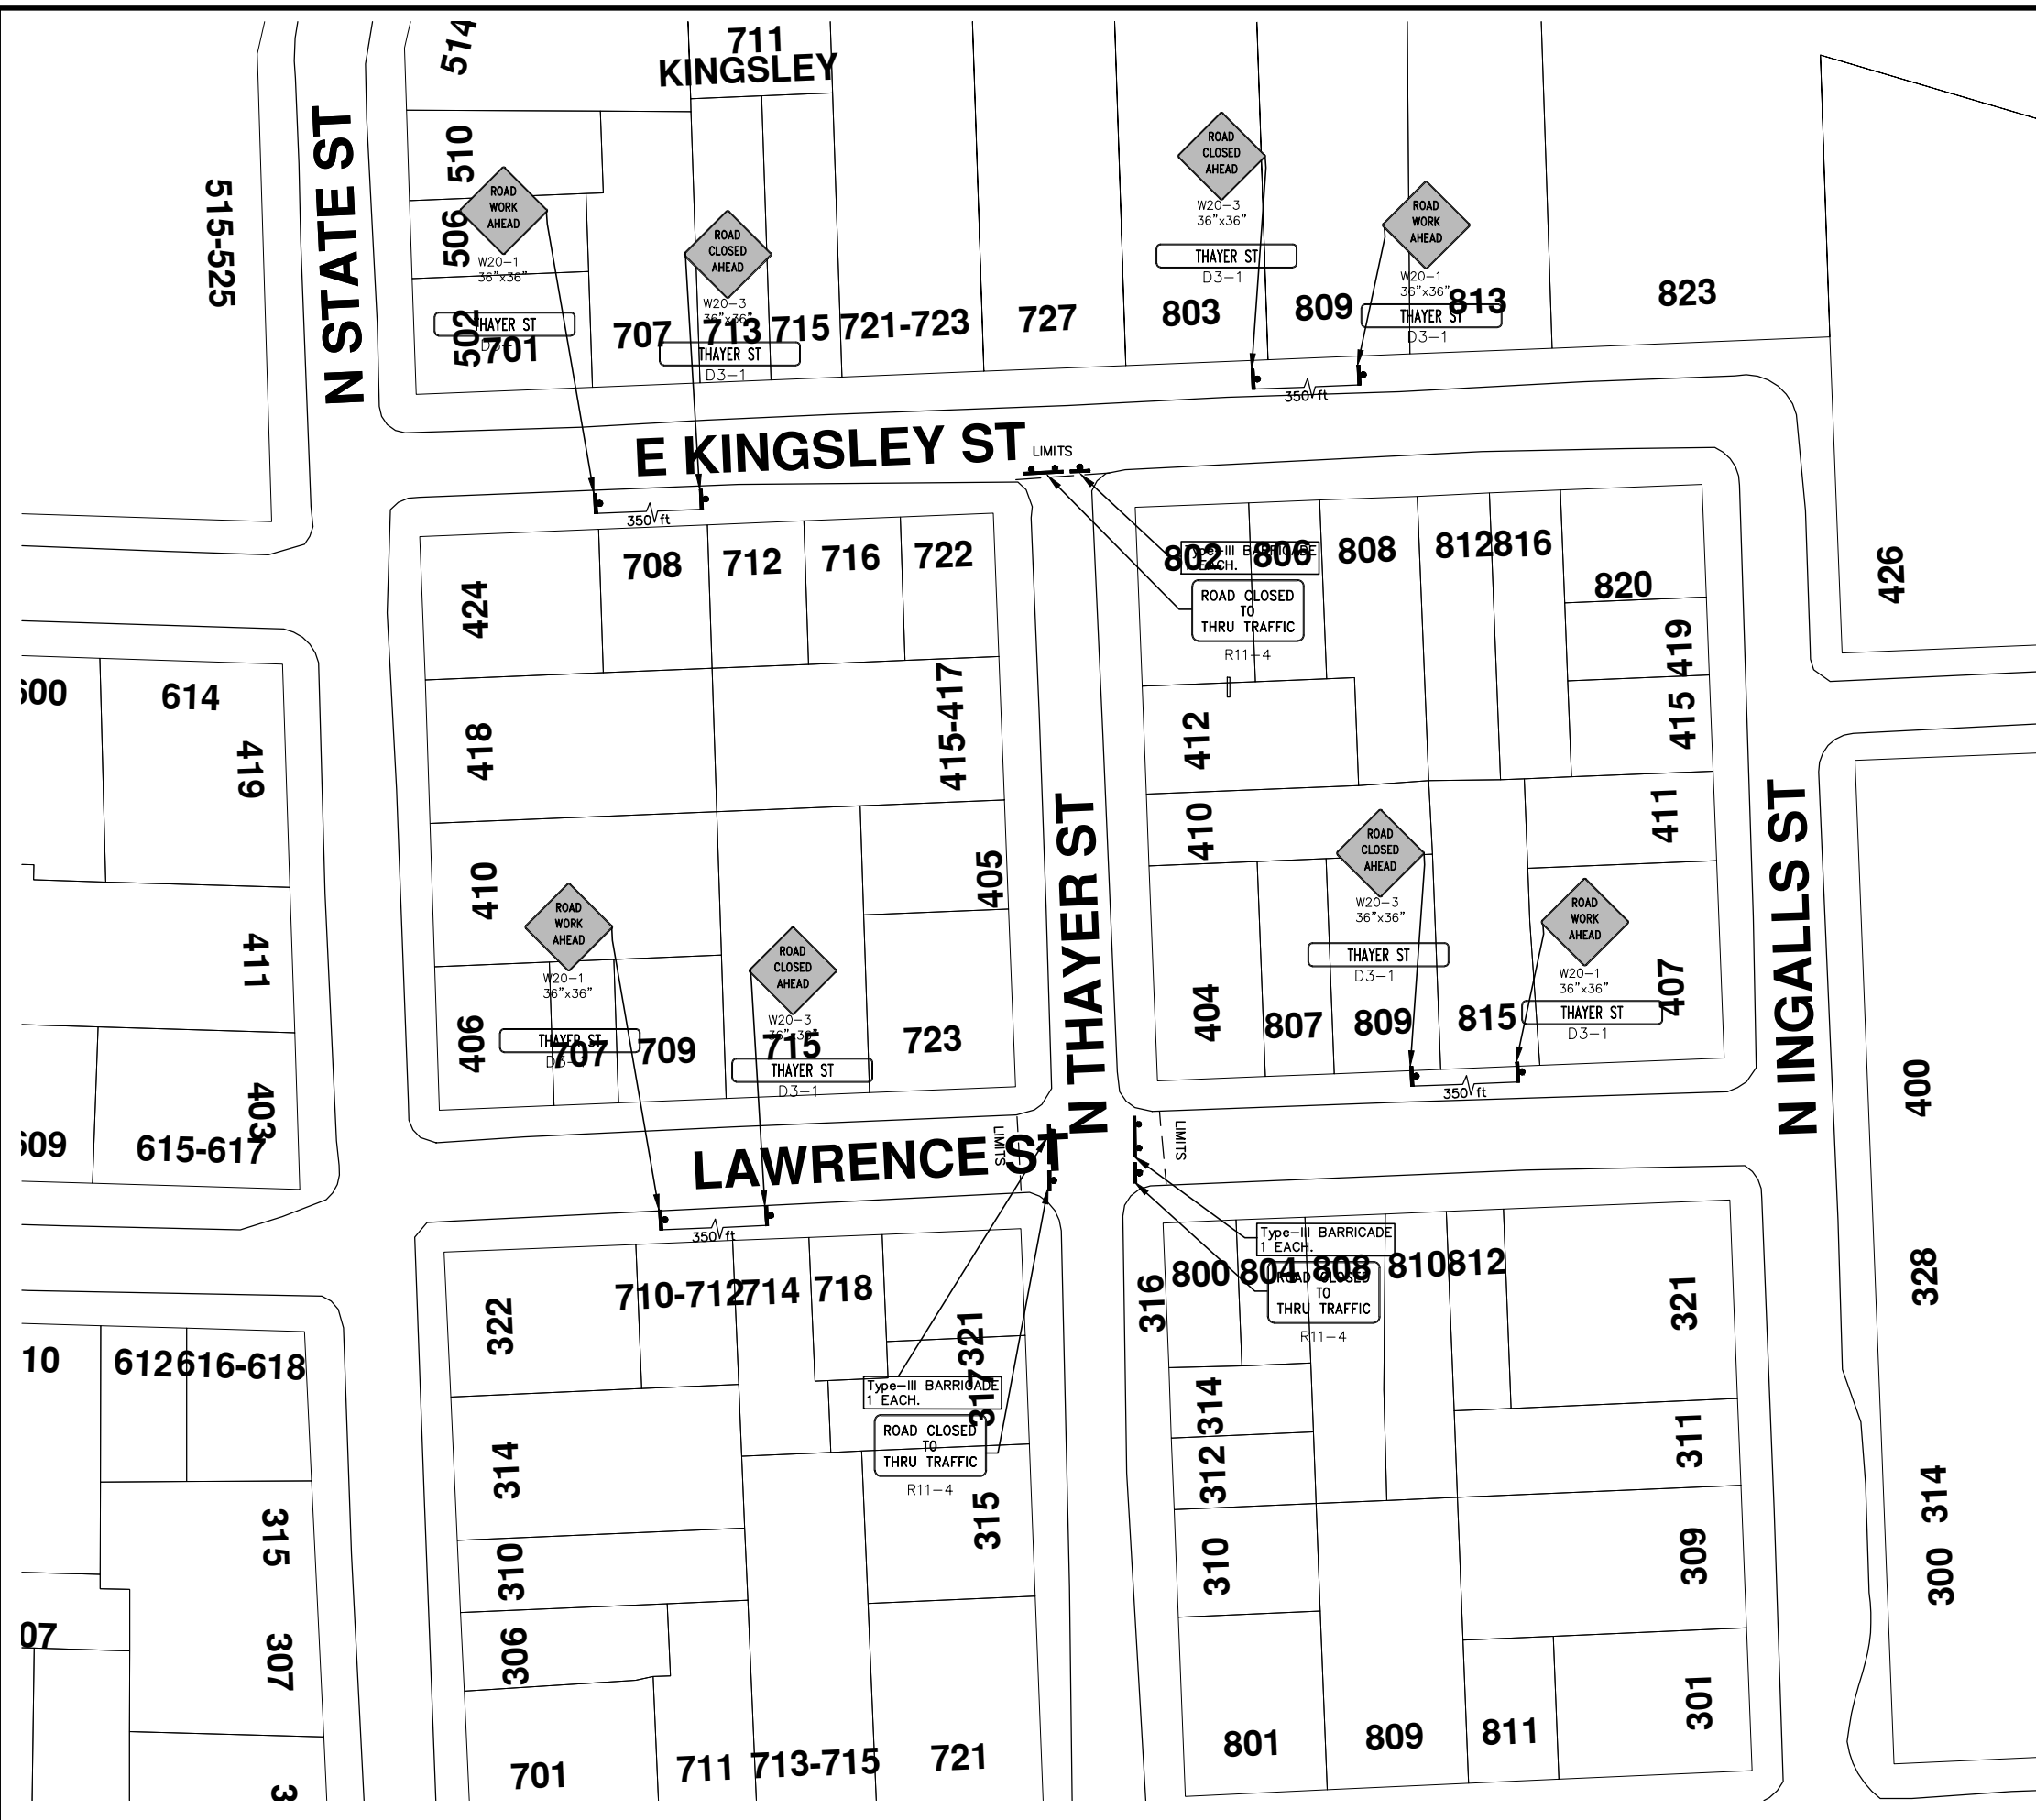 514
711
KINGSLEY
N STATE ST
515-525
510
506
502
701
ROAD
WORK
AHEAD
W20-1
36"x36"
THAYER ST
707
ROAD
CLOSED
AHEAD
W20-3
36"x36"
713
THAYER ST
D3-1
715
721-723
727
ROAD
CLOSED
AHEAD
W20-3
36"x36"
THAYER ST
D3-1
803
809
ROAD
WORK
AHEAD
W20-1
36"x36"
813
THAYER ST
D3-1
823
350 ft
E KINGSLEY ST
LIMITS
350 ft
424
708
712
716
722
802
806
808
812
816
820
Type-III BARRICADE
EACH.
ROAD CLOSED
TO
THRU TRAFFIC
R11-4
426
419
415
411
407
412
410
404
614
419
411
403
615-617
418
415-417
410
405
406
ROAD
WORK
AHEAD
W20-1
36"x36"
THAYER ST
D3-1
707
709
ROAD
CLOSED
AHEAD
W20-3
36"x36"
715
THAYER ST
D3-1
723
N THAYER ST
ROAD
CLOSED
AHEAD
W20-3
36"x36"
THAYER ST
D3-1
807
809
815
ROAD
WORK
AHEAD
W20-1
36"x36"
THAYER ST
D3-1
350 ft
N INGALLS ST
400
328
314
300
LAWRENCE ST
LIMITS
LIMITS
350 ft
10
612
616-618
315
307
07
322
710-712
714
718
321
317
Type-III BARRICADE
1 EACH.
ROAD CLOSED
TO
THRU TRAFFIC
R11-4
314
310
306
315
701
711
713-715
721
316
800
804
808
810
812
Type-III BARRICADE
1 EACH.
ROAD CLOSED
TO
THRU TRAFFIC
R11-4
321
314
312
311
310
309
301
801
809
811